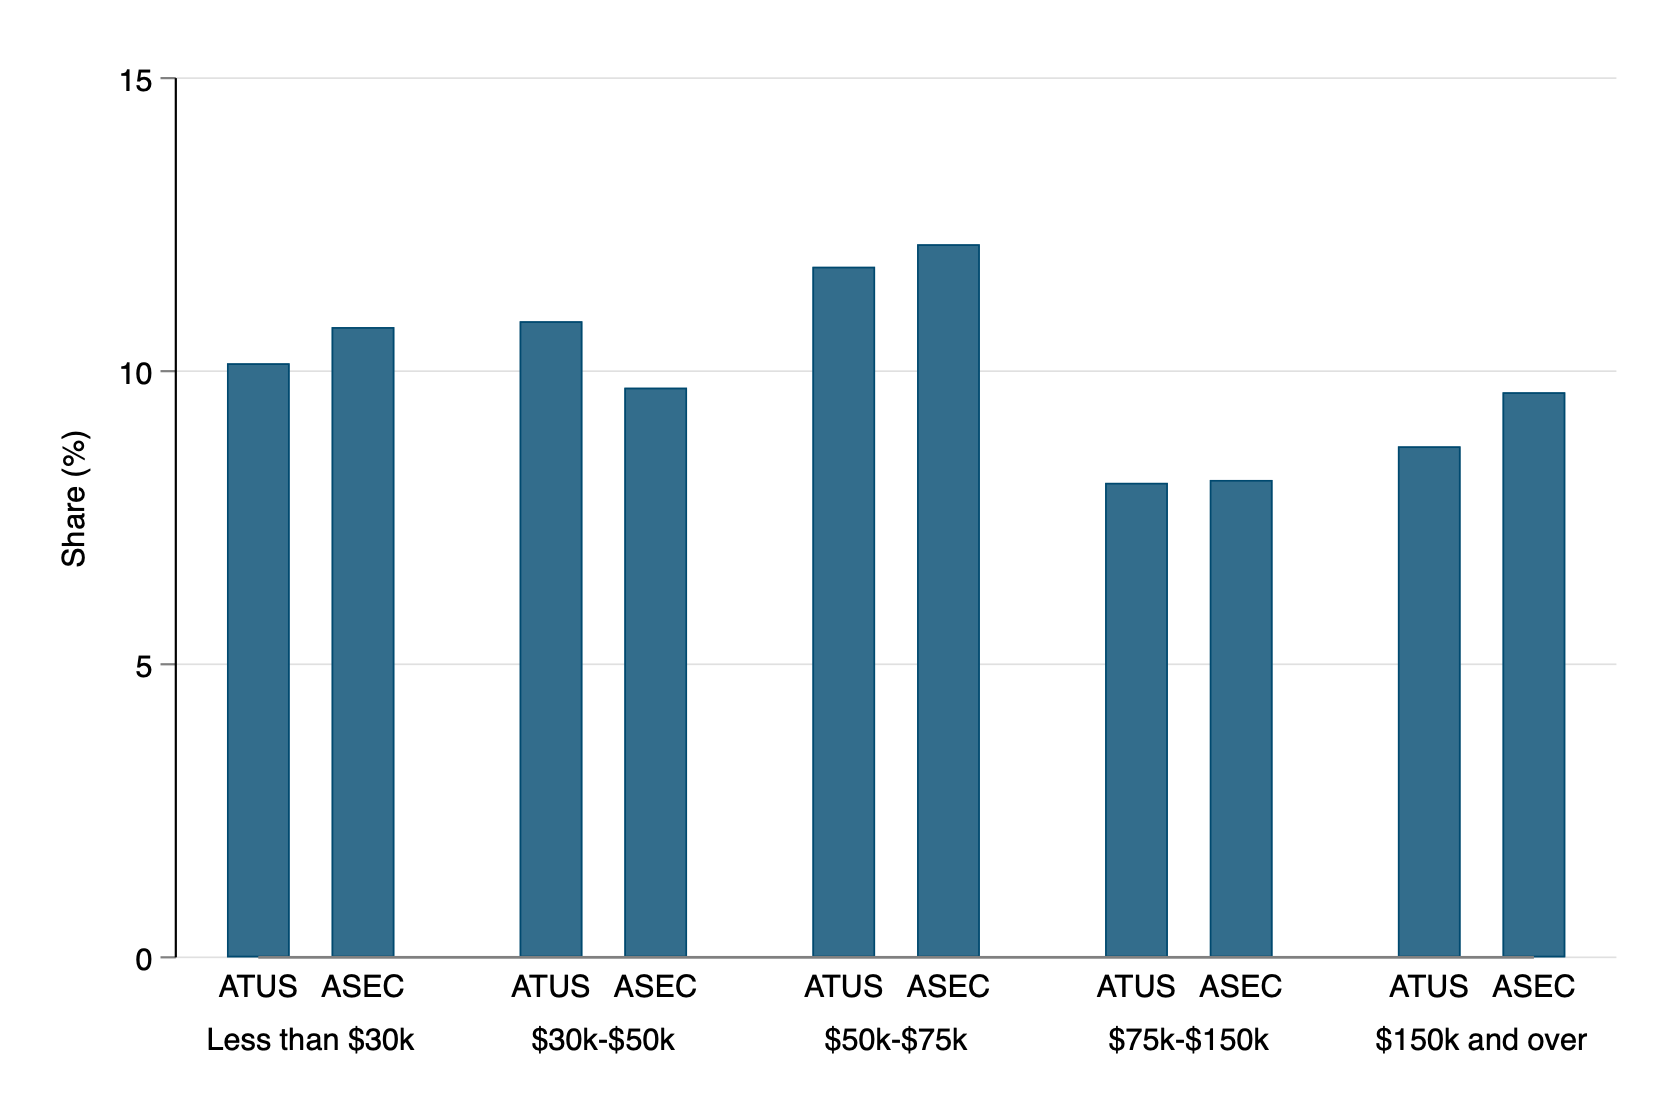 15
10
5
0
Share (%)
ATUS ASEC ATUS ASEC ATUS ASEC ATUS ASEC ATUS ASEC
Less than $30k $30k-$50k $50k-$75k $75k-$150k $150k and over